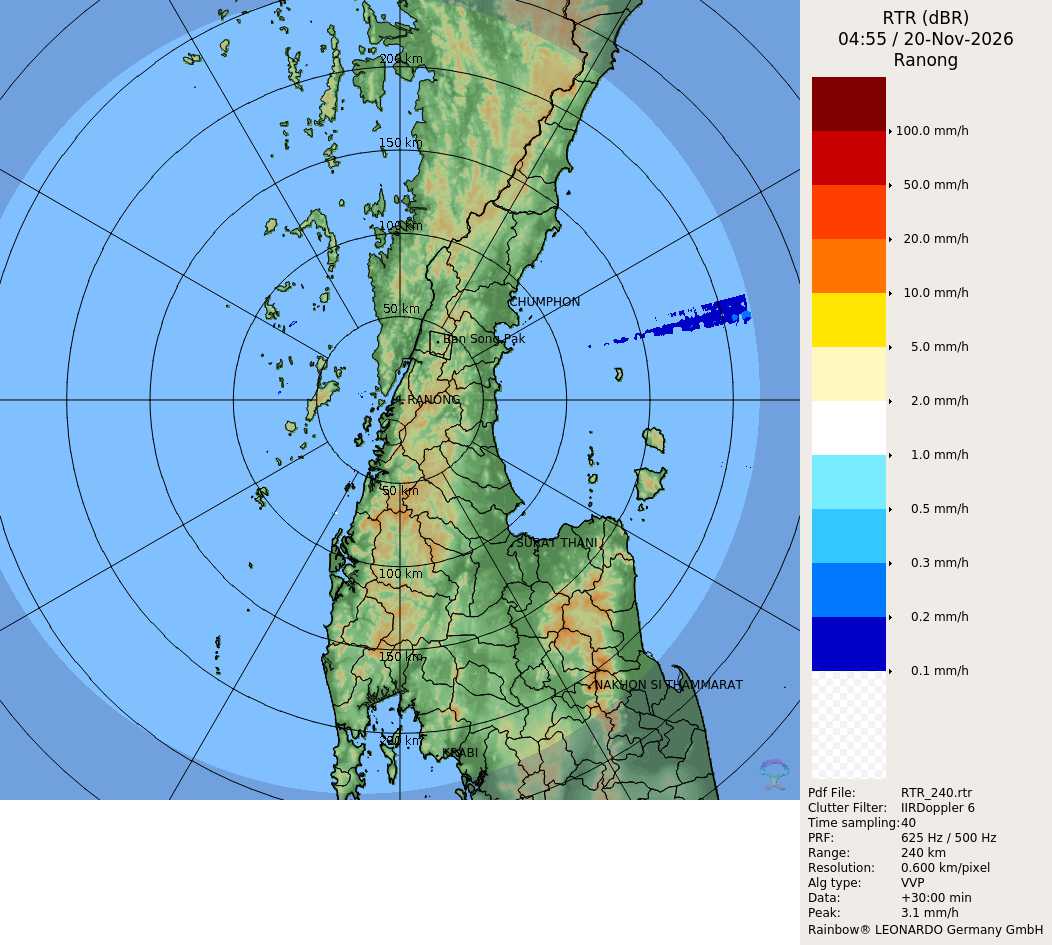 RTR (dBR)
04:55 / 20-Nov-2026
Ranong
200 km
150 km
100 km
50 km
CHUMPHON
Ban Song Pak
RANONG
50 km
SURAT THANI
100 km
150 km
NAKHON SI THAMMARAT
200 km
KRABI
100.0 mm/h
50.0 mm/h
20.0 mm/h
10.0 mm/h
5.0 mm/h
2.0 mm/h
1.0 mm/h
0.5 mm/h
0.3 mm/h
0.2 mm/h
0.1 mm/h
Pdf File: RTR_240.rtr
Clutter Filter: IIRDoppler 6
Time sampling:40
PRF: 625 Hz / 500 Hz
Range: 240 km
Resolution: 0.600 km/pixel
Alg type: VVP
Data: +30:00 min
Peak: 3.1 mm/h
Rainbow® LEONARDO Germany GmbH